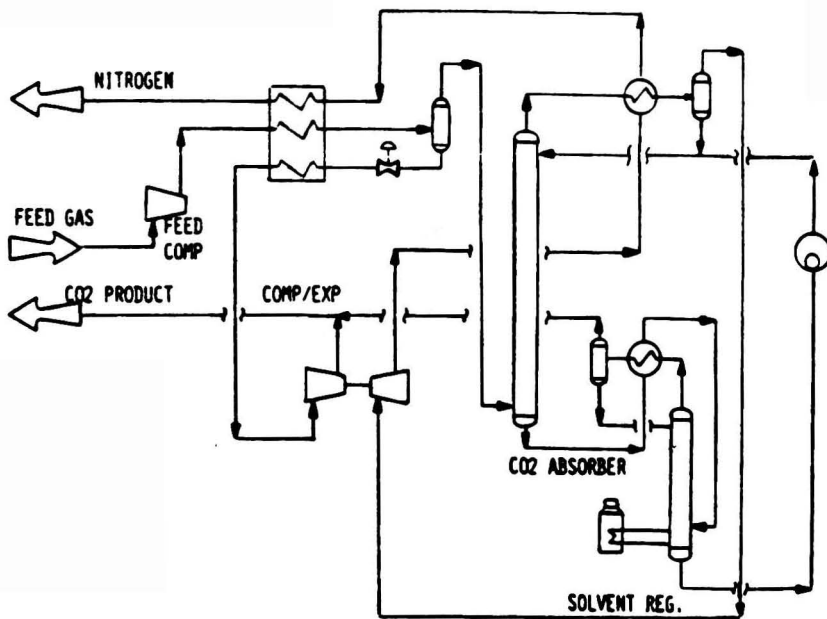 NITROGEN
FEED GAS
FEED
COMP
CO2 PRODUCT
COMP/EXP
CO2 ABSORBER
SOLVENT REG.